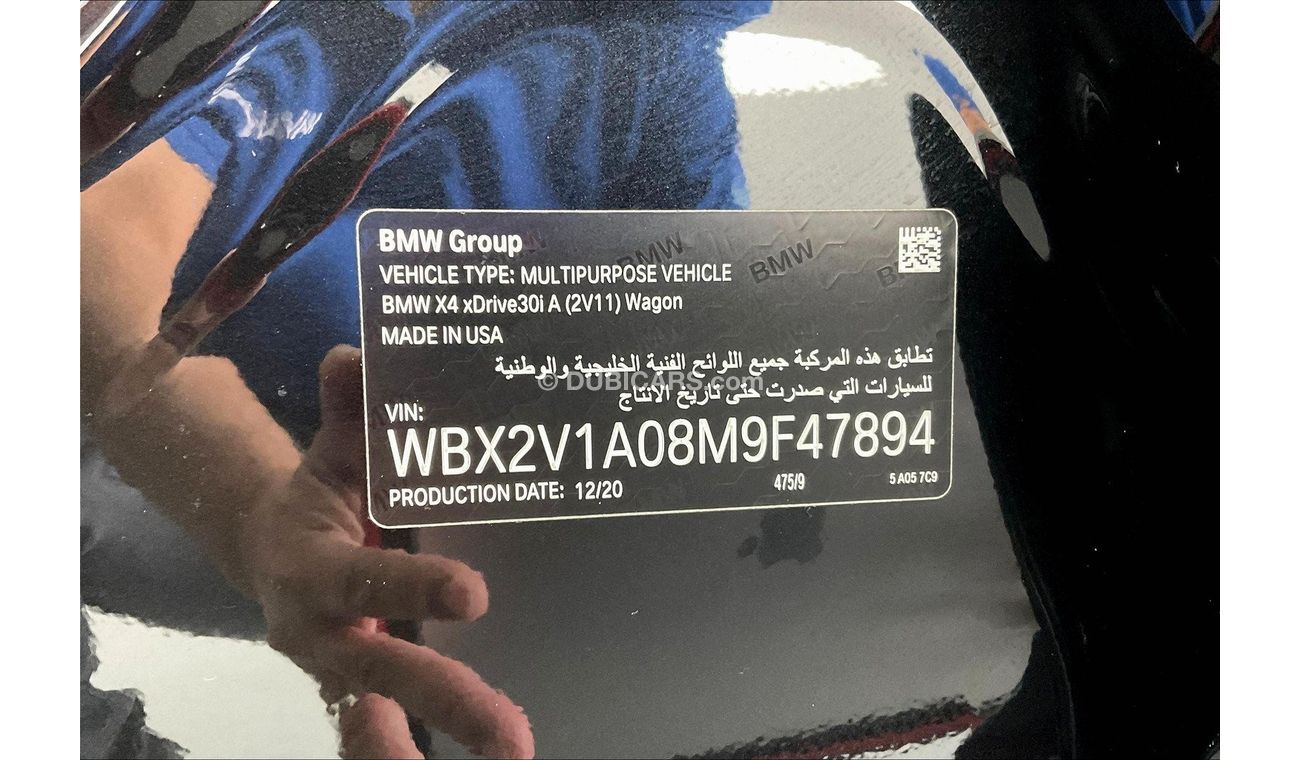 BMW Group
BMW BMW
VEHICLE TYPE: MULTIPURPOSE VEHICLE
BMW X4 xDrive30i A (2V11) Wagon
MADE IN USA
تطابق هذه المركبة جميع اللوائح الفنية الخليجية والوطنية
© DUBICARS.com
للسيارات التي صدرت حتى تاريخ الانتاج
VIN:
WBX2V1A08M9F47894
PRODUCTION DATE: 12/20 475/9 5 A05 7C9